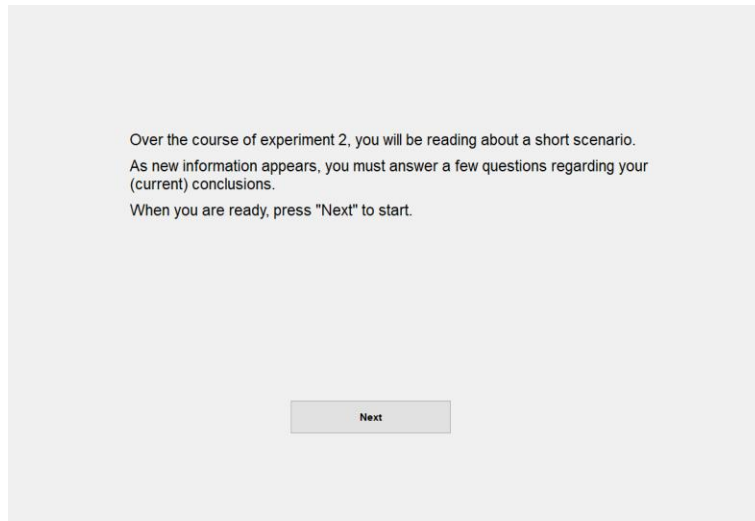 Over the course of experiment 2, you will be reading about a short scenario.
As new information appears, you must answer a few questions regarding your
(current) conclusions.
When you are ready, press "Next" to start.
Next